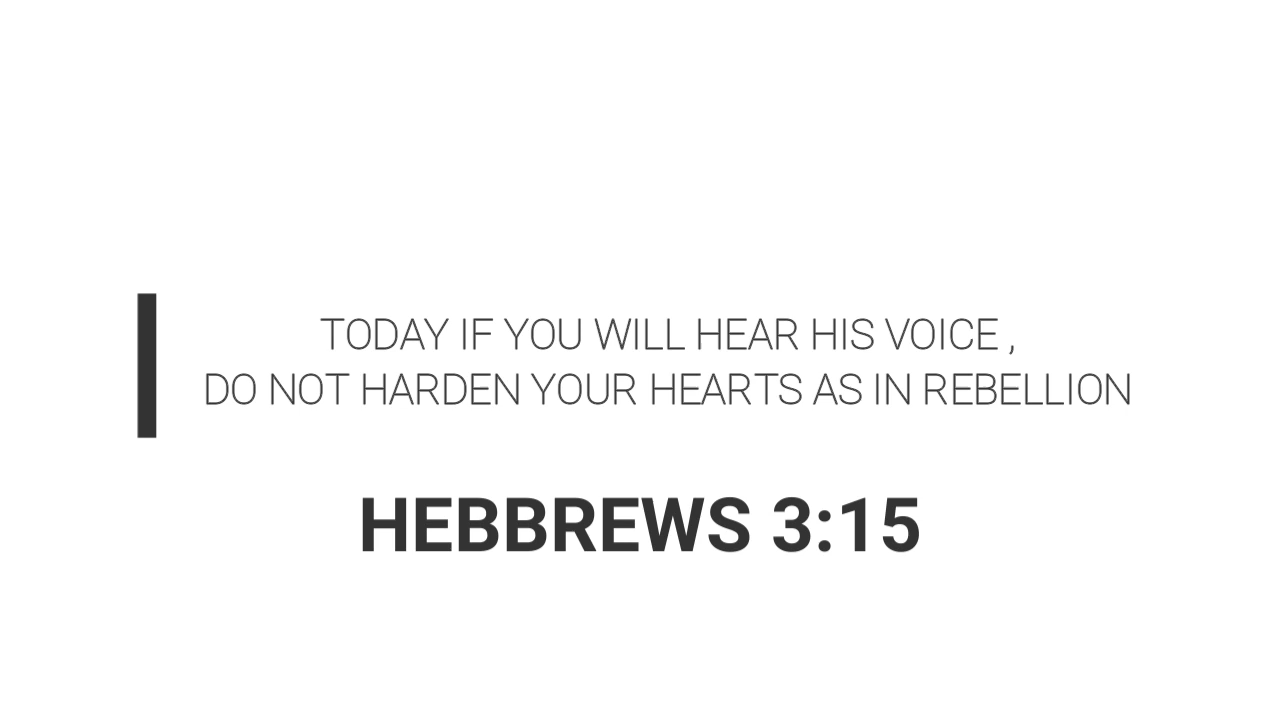 TODAY IF YOU WILL HEAR HIS VOICE ,
DO NOT HARDEN YOUR HEARTS AS IN REBELLION
HEBBREWS 3:15